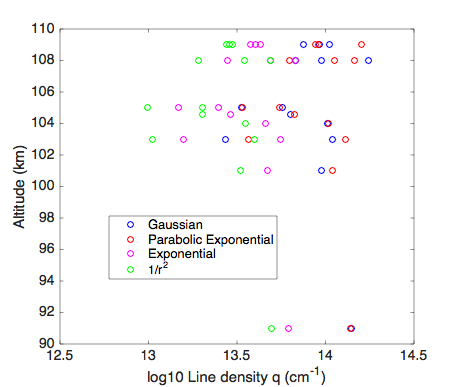 110
108
106
104
102
100
98
96
94
92
90
Altitude (km)
Gaussian
Parabolic Exponential
Exponential
1/r²
12.5 13 13.5 14 14.5
log10 Line density q (cm⁻¹)